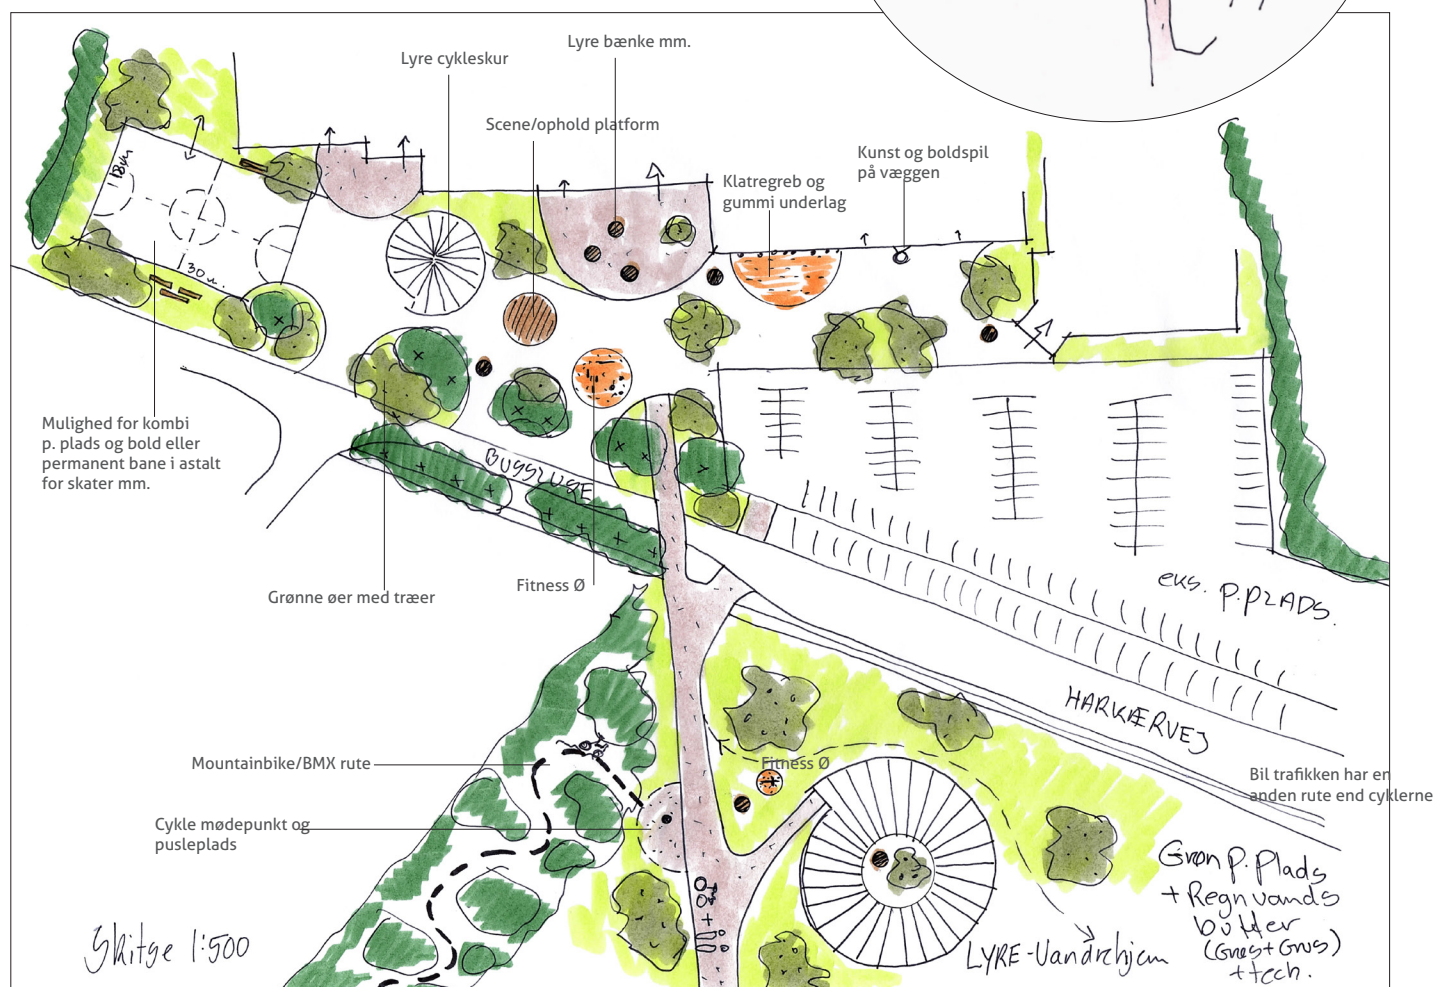 Lyre bænke mm.
Lyre cykleskur
Scene/ophold platform
Kunst og boldspil
på væggen
Klatregreb og
gummi underlag
18m
30 m.
Mulighed for kombi
p. plads og bold eller
permanent bane i astalt
for skater mm.
BUSSLUSE
Grønne øer med træer
Fitness Ø
eks. P.PLADS.
HARKÆRVEJ
Mountainbike/BMX rute
Fitness Ø
Bil trafikken har en
anden rute end cyklerne
Cykle mødepunkt og
pusleplads
Grøn P. Plads
+ Regnvands
(Græs+Grus)
+tech.
Skitse 1:500
LYRE-Vandrehjem